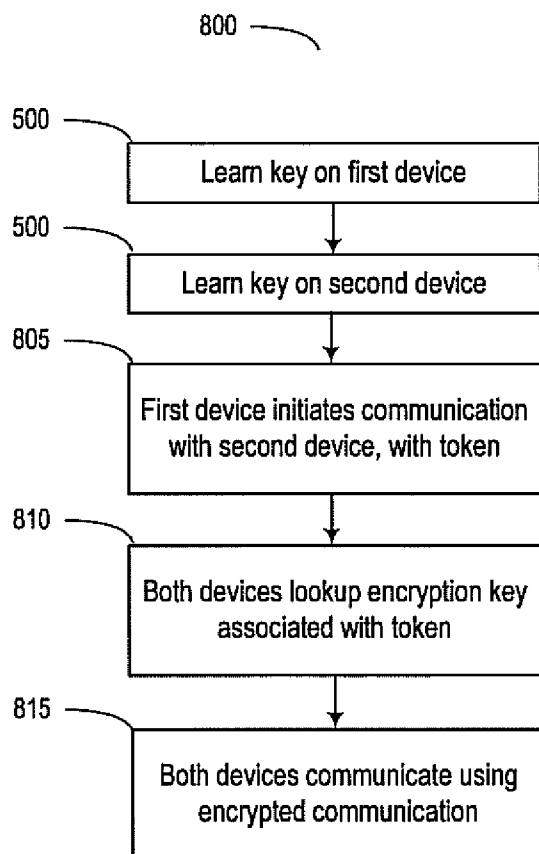 800
500
Learn key on first device
500
Learn key on second device
805
First device initiates communication
with second device, with token
810
Both devices lookup encryption key
associated with token
815
Both devices communicate using
encrypted communication